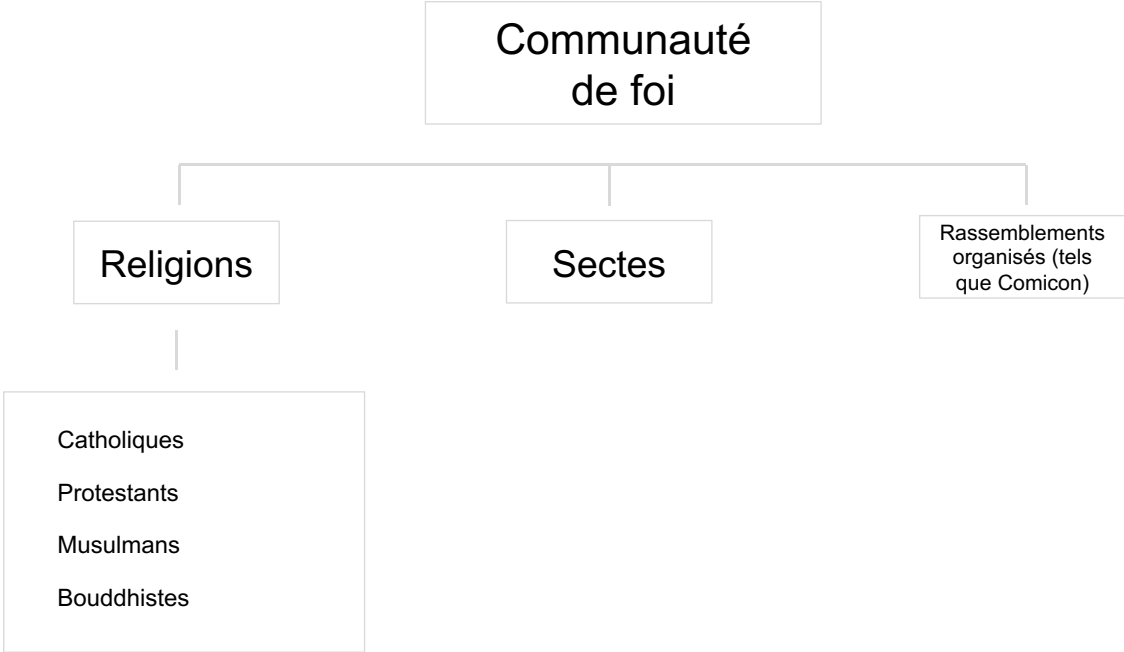 Communauté
de foi
Religions
Sectes
Rassemblements
organisés (tels
que Comicon)
Catholiques
Protestants
Musulmans
Bouddhistes